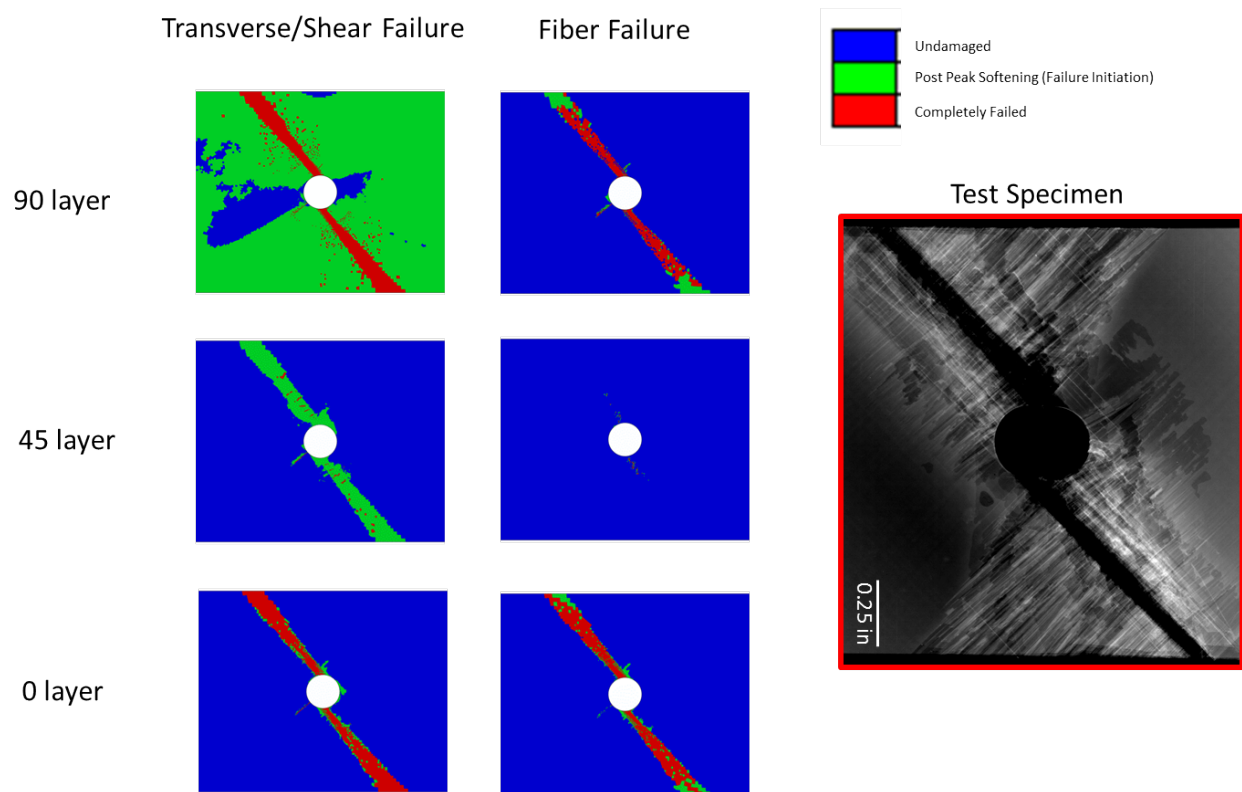 Transverse/Shear Failure
Fiber Failure
Undamaged
Post Peak Softening (Failure Initiation)
Completely Failed
90 layer
Test Specimen
45 layer
0.25 in
0 layer